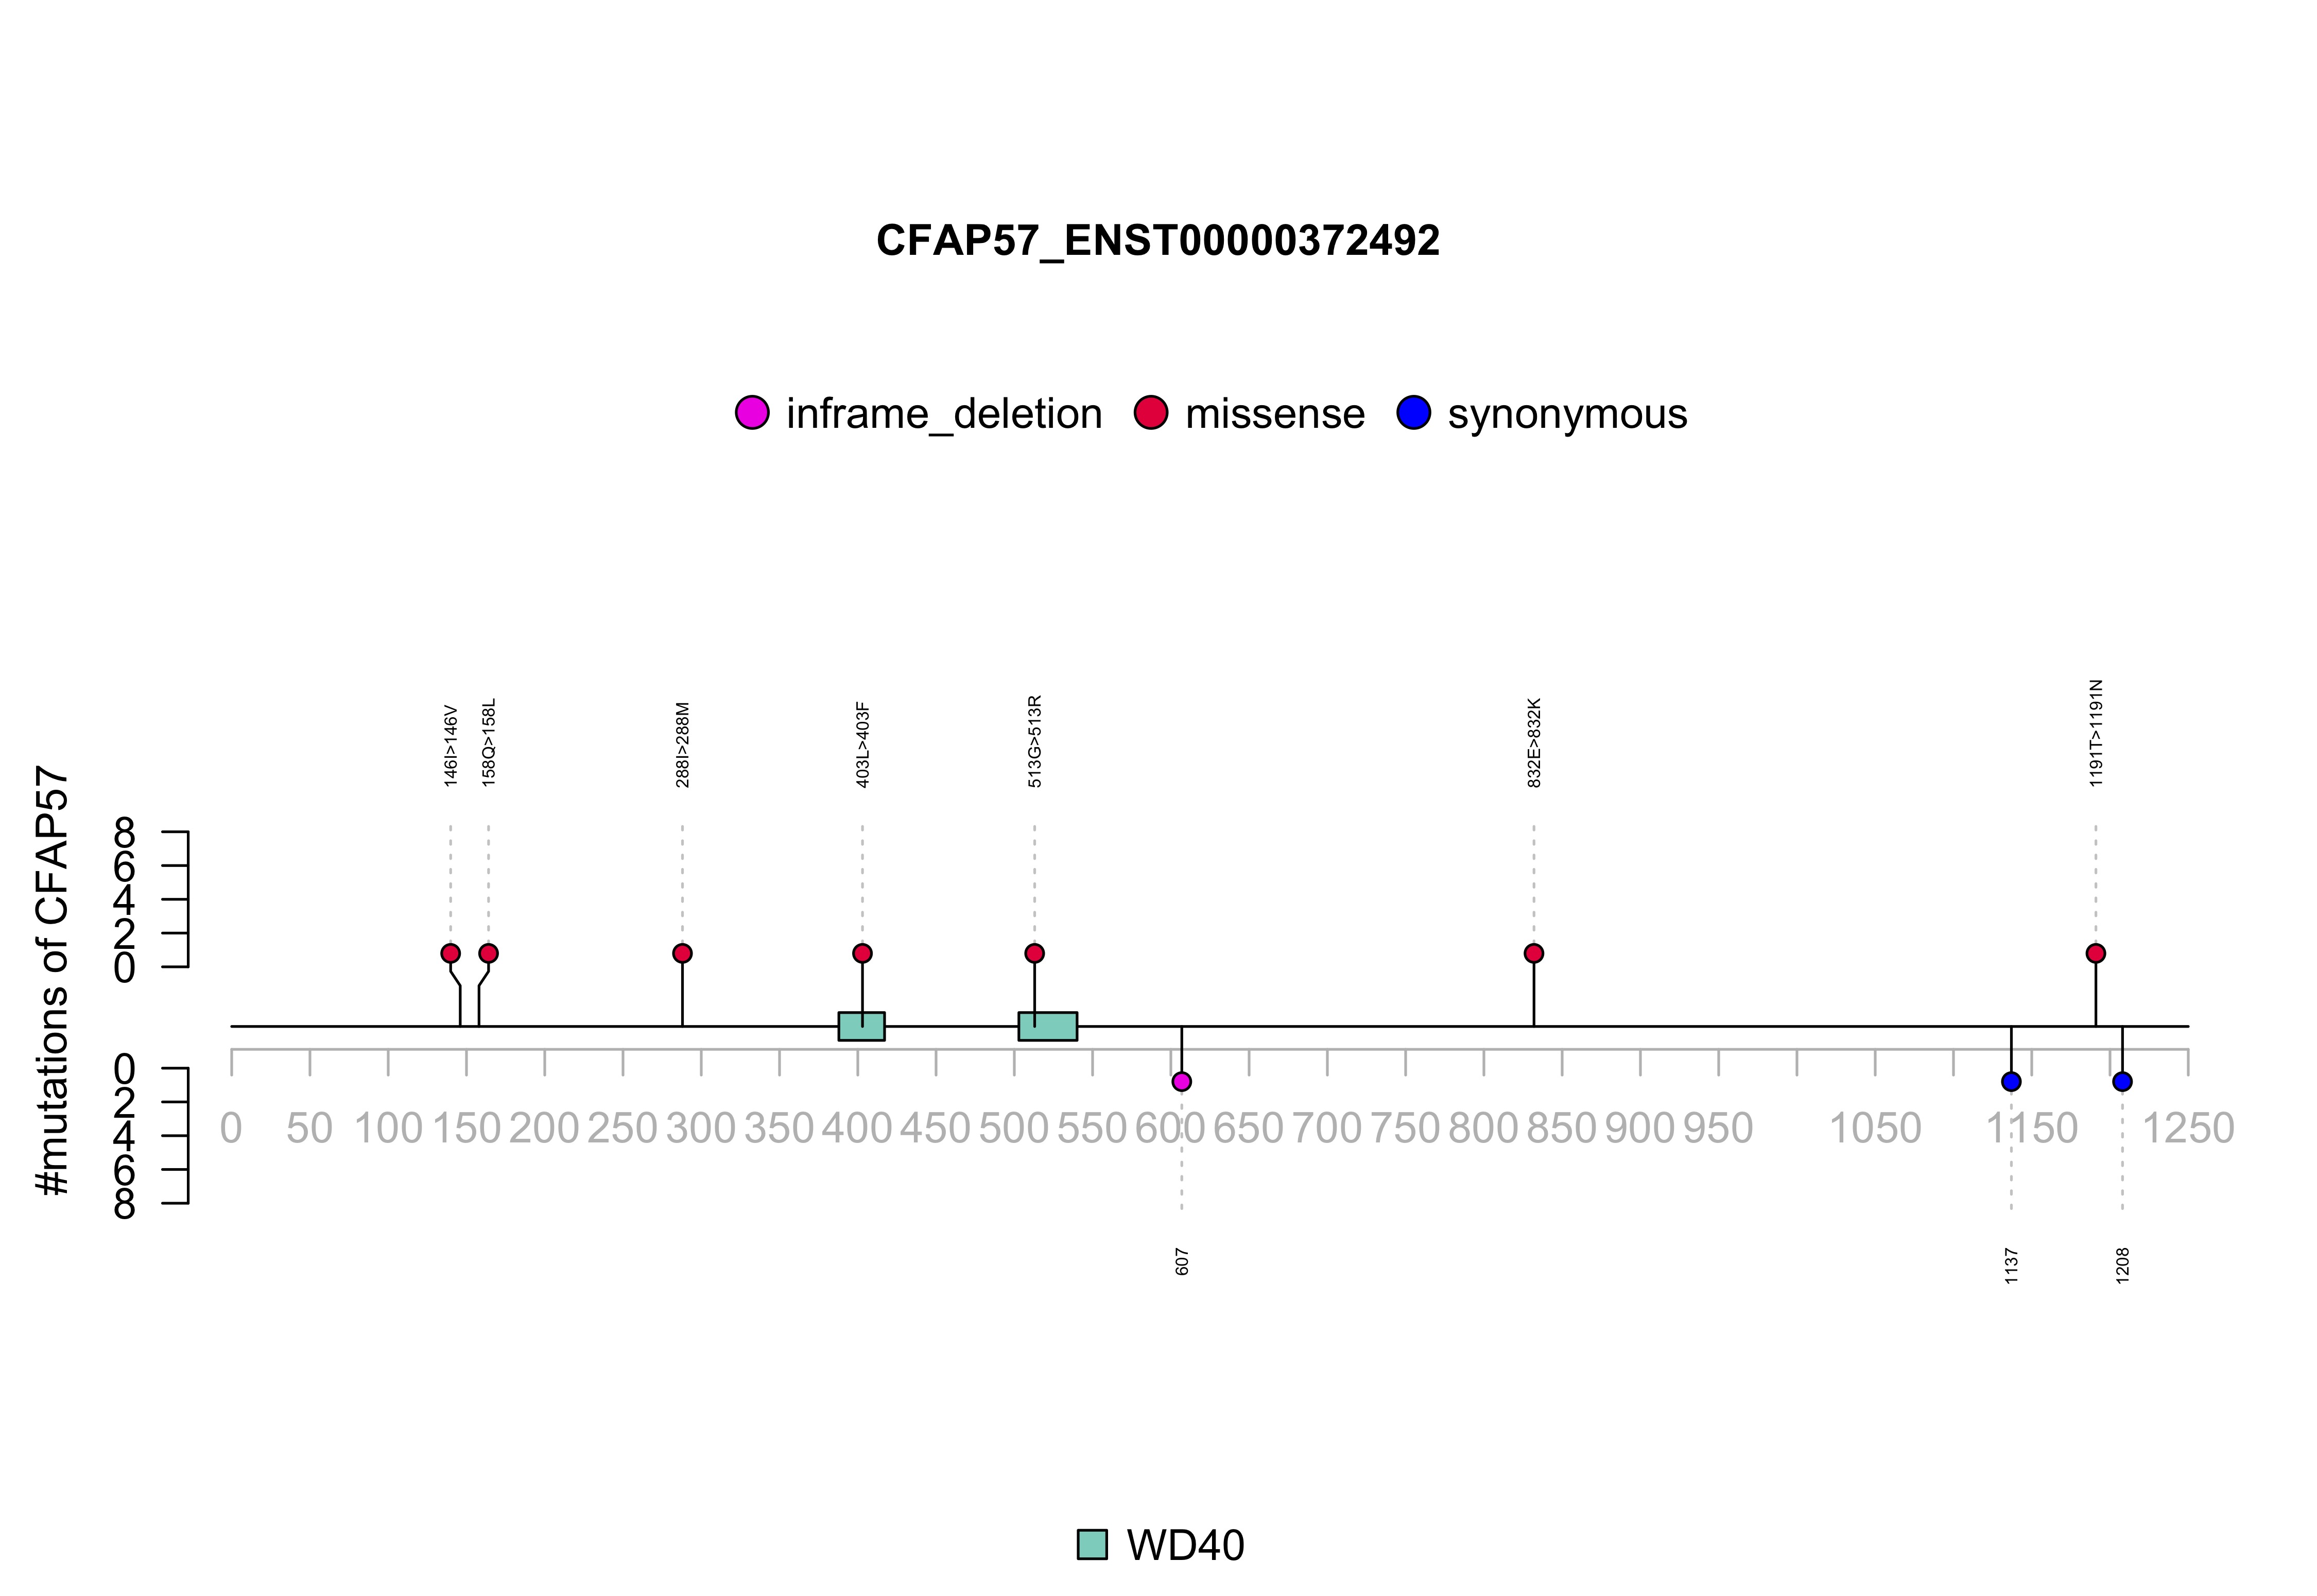 CFAP57_ENST00000372492
inframe_deletion missense synonymous
146I>146V
158Q>158L
288I>288M
403L>403F
513G>513R
832E>832K
1191T>1191N
#mutations of CFAP57
8
6
4
2
0
0
2
4
6
8
0 50 100 150 200 250 300 350 400 450 500 550 600 650 700 750 800 850 900 950 1050 1150 1250
607
1137
1208
WD40